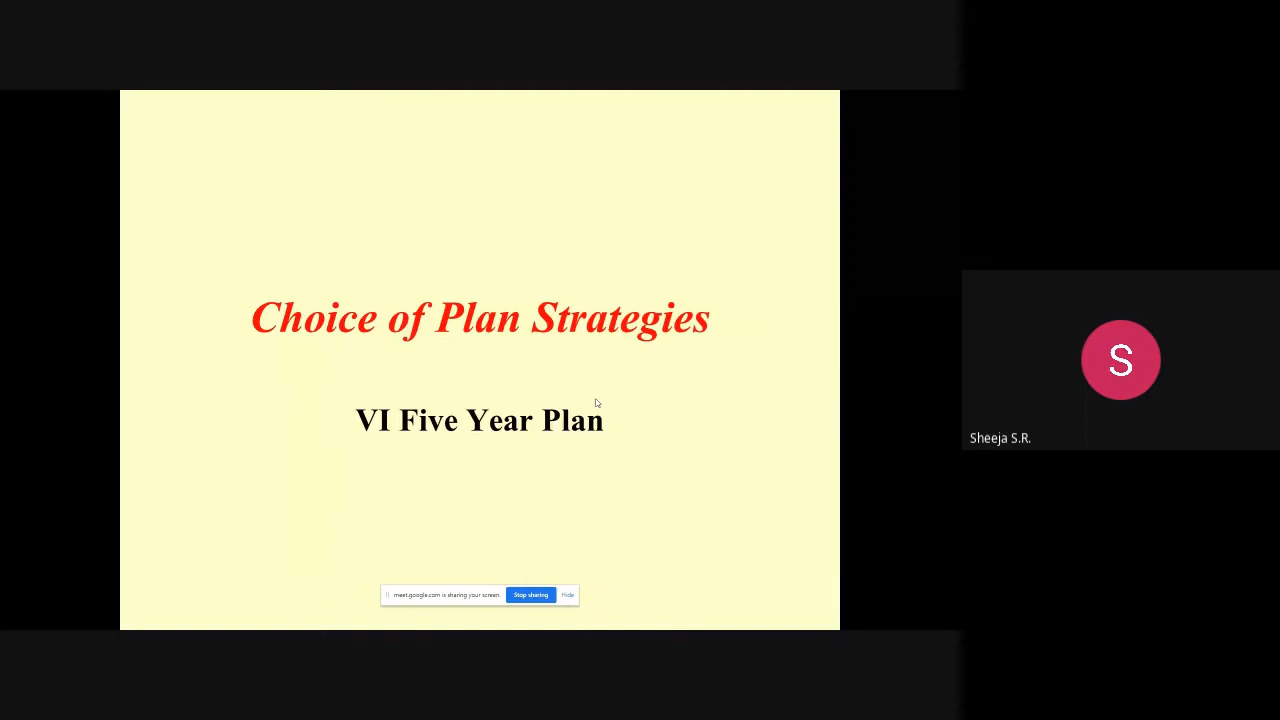 Choice of Plan Strategies
VI Five Year Plan
meet.google.com is sharing your screen.
Stop sharing
Hide
S
Sheeja S.R.